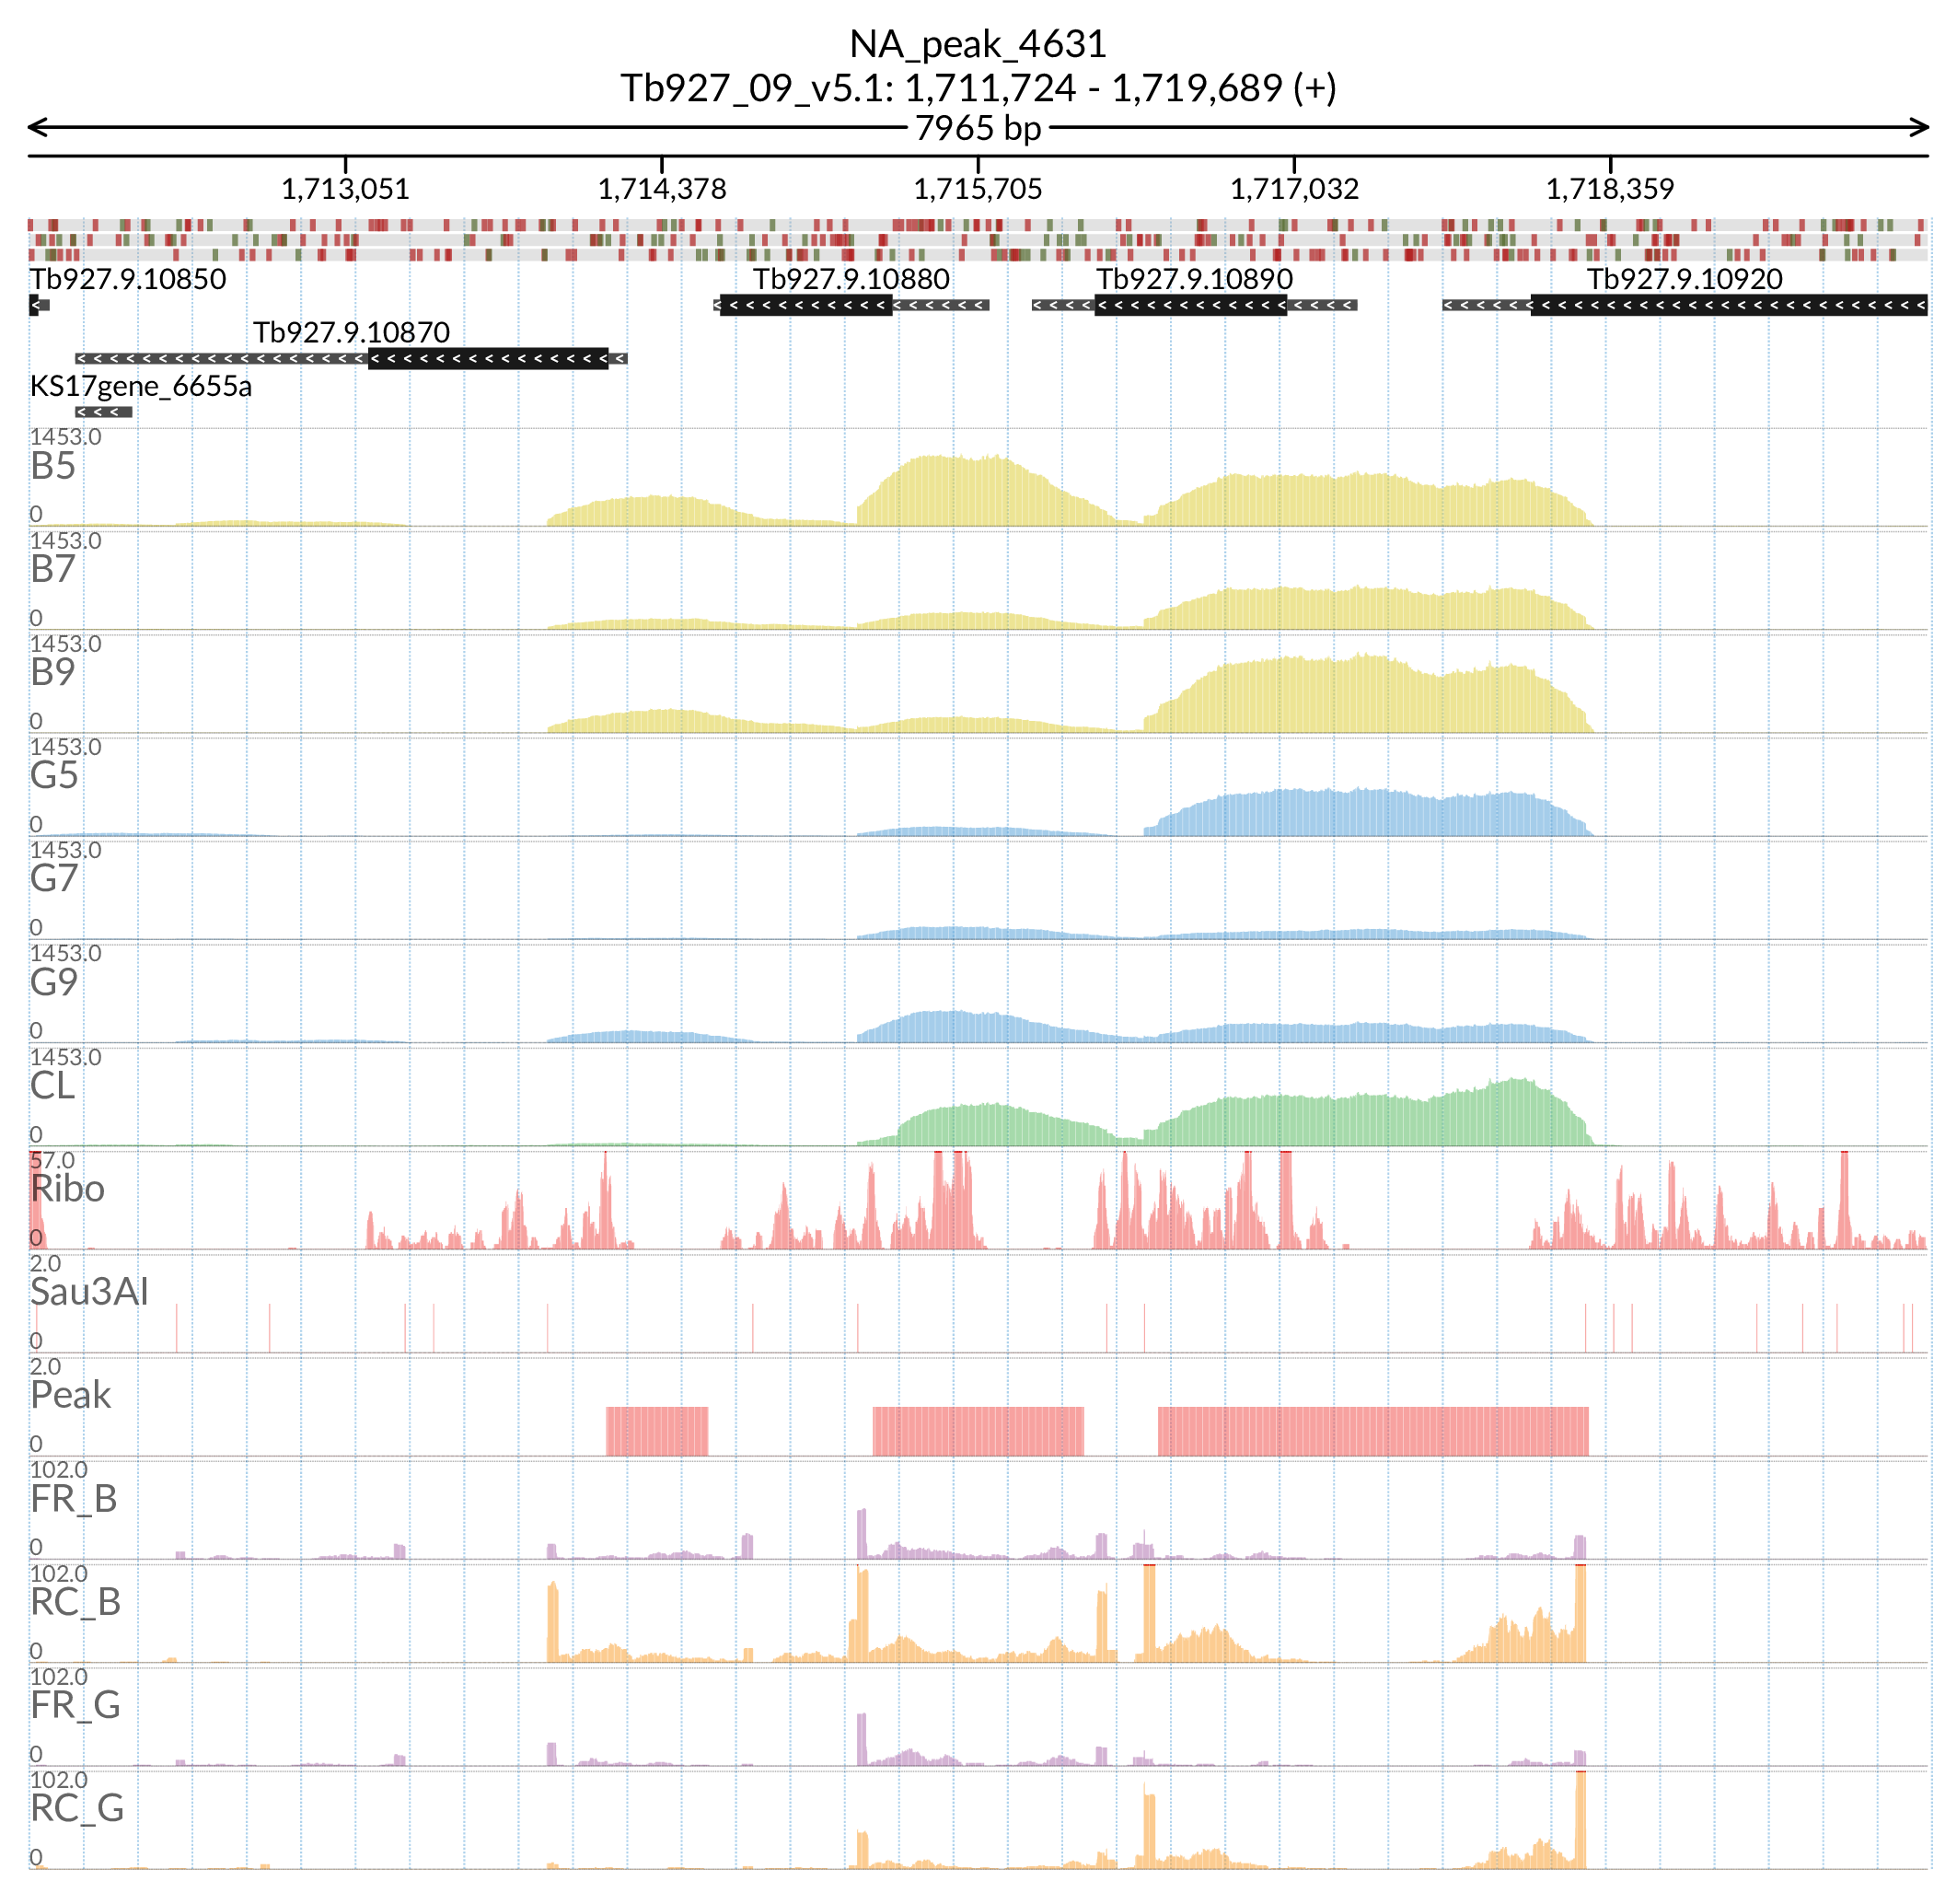 NA_peak_4631
Tb927_09_v5.1: 1,711,724 - 1,719,689 (+)
7965 bp
1,713,051 1,714,378 1,715,705 1,717,032 1,718,359
Tb927.9.10850 Tb927.9.10880 Tb927.9.10890 Tb927.9.10920
Tb927.9.10870
KS17gene_6655a
1453.0
B5
0
1453.0
B7
0
1453.0
B9
0
1453.0
G5
0
1453.0
G7
0
1453.0
G9
0
1453.0
CL
0
57.0
Ribo
0
2.0
Sau3AI
0
2.0
Peak
0
102.0
FR_B
0
102.0
RC_B
0
102.0
FR_G
0
102.0
RC_G
0